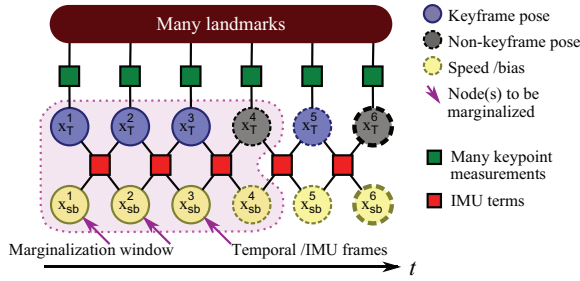 Many landmarks
Keyframe pose
Non-keyframe pose
Speed /bias
Node(s) to be
marginalized
Many keypoint
measurements
IMU terms
x_T^1 x_T^2 x_T^3 x_T^4 x_T^5 x_T^6
x_sb^1 x_sb^2 x_sb^3 x_sb^4 x_sb^5 x_sb^6
Marginalization window
Temporal /IMU frames
t